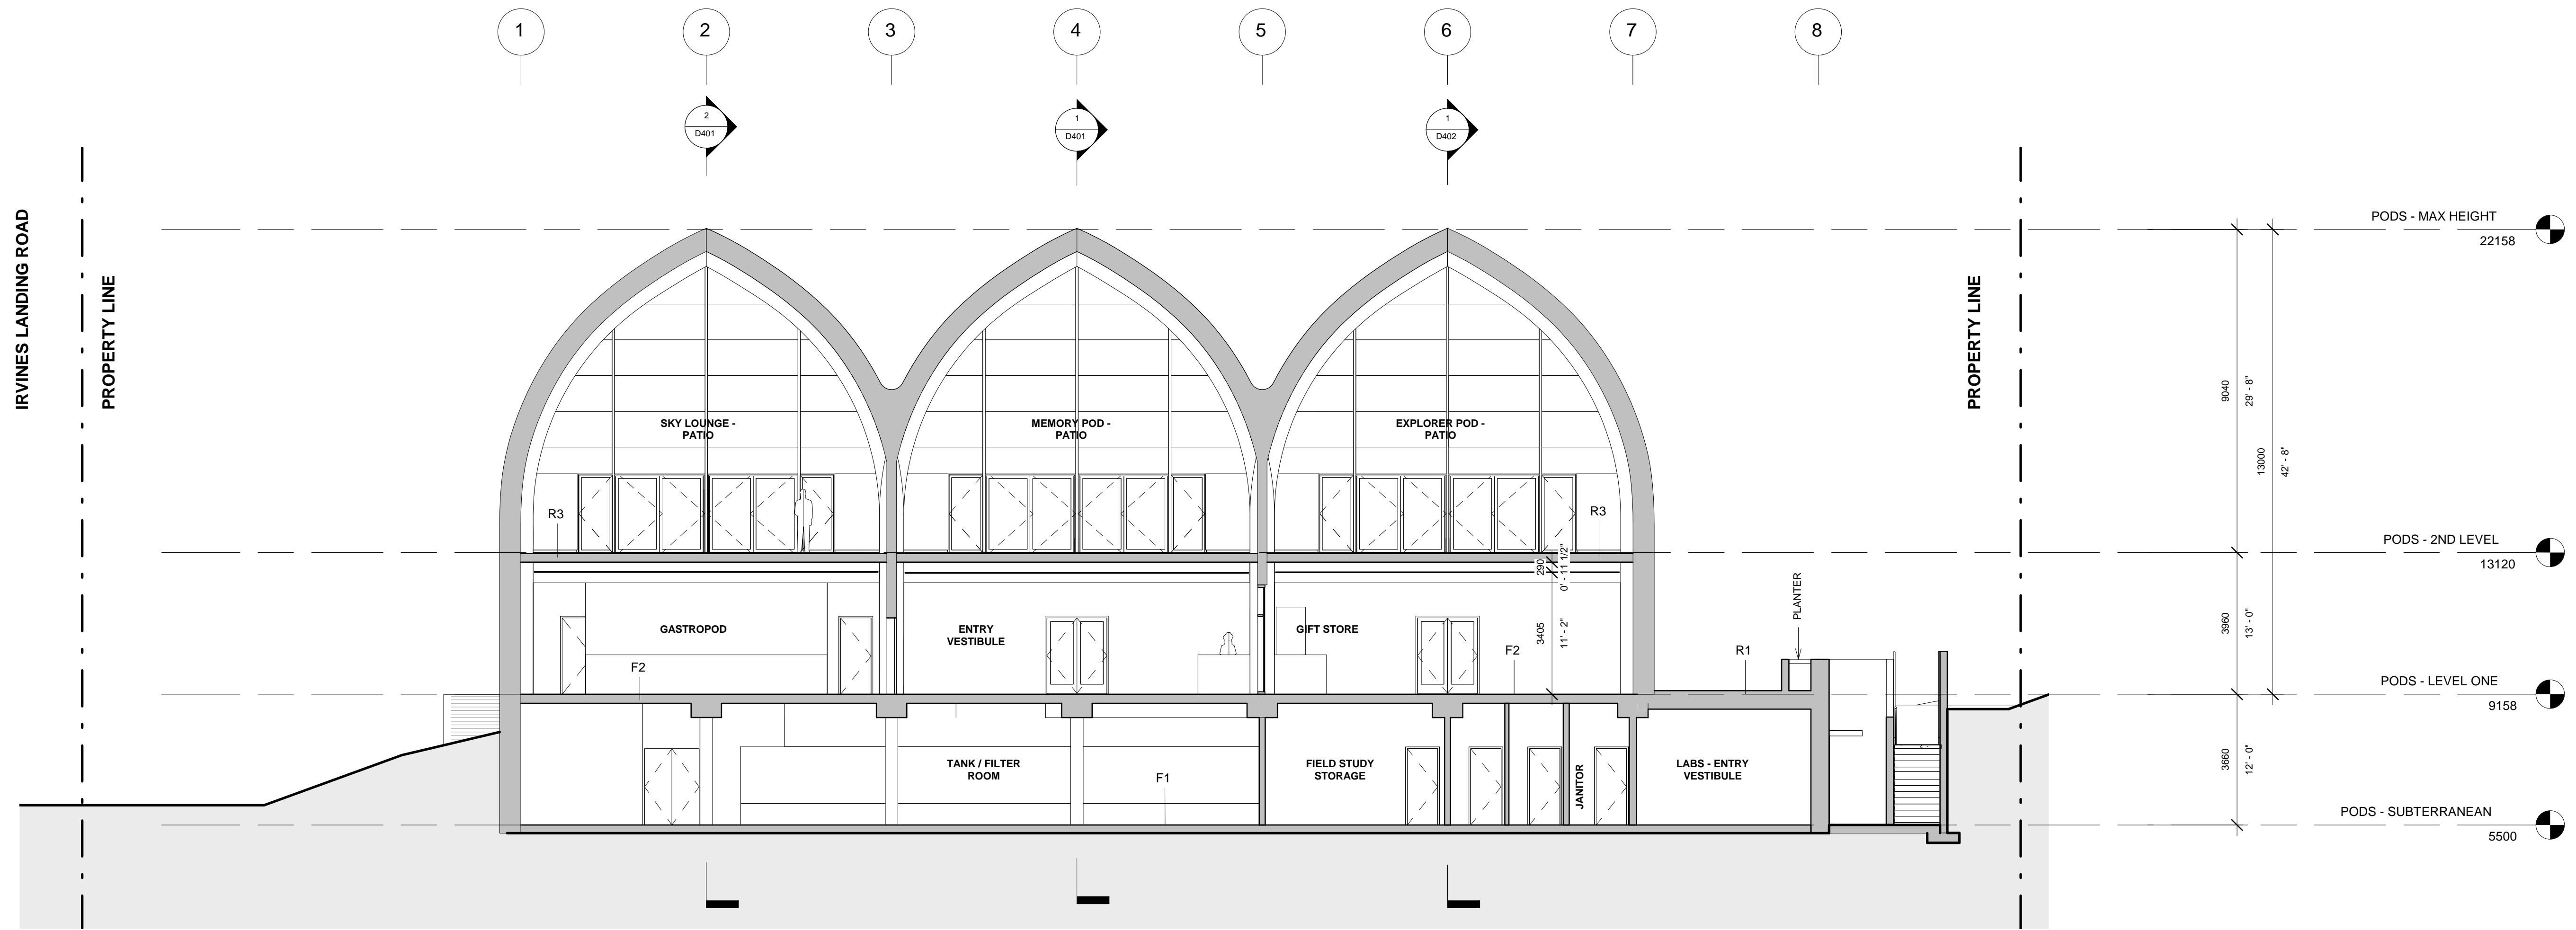 1
2
3
4
5
6
7
8
2
D401
1
D401
1
D402
IRVINES LANDING ROAD
PROPERTY LINE
PROPERTY LINE
PODS - MAX HEIGHT
22158
9040
29' - 8"
13000
42' - 8"
SKY LOUNGE -
PATIO
MEMORY POD -
PATIO
EXPLORER POD -
PATIO
R3
R3
PODS - 2ND LEVEL
13120
290
0' - 11 1/2"
PLANTER
GASTROPOD
ENTRY
VESTIBULE
GIFT STORE
3405
11' - 2"
3960
13' - 0"
F2
F2
R1
PODS - LEVEL ONE
9158
TANK / FILTER
ROOM
F1
FIELD STUDY
STORAGE
JANITOR
LABS - ENTRY
VESTIBULE
3660
12' - 0"
PODS - SUBTERRANEAN
5500